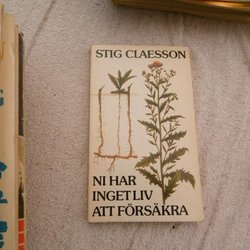 STIG CLAESSON
NI HAR
INGET LIV
ATT FÖRSÄKRA